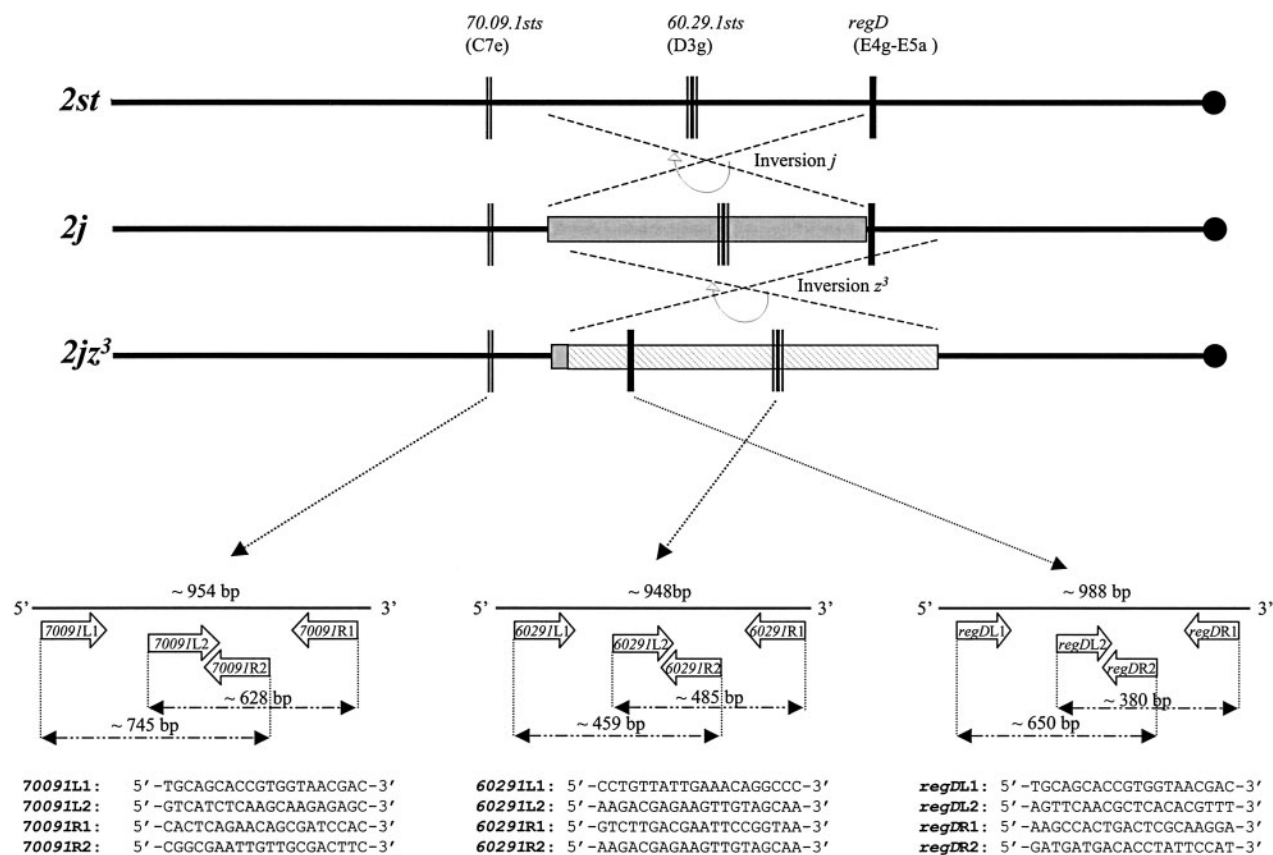 70.09.1sts 60.29.1sts regD
(C7e) (D3g) (E4g-E5a )
2st
Inversion j
2j
Inversion z³
2jz³
~ 954 bp ~ 948bp ~ 988 bp
5' 3' 5' 3' 5' 3'
70091L1 70091R1 60291L1 60291R1 regDL1 regDR1
70091L2 60291L2 regDL2
70091R2 60291R2 regDR2
~ 628 bp ~ 485 bp ~ 380 bp
~ 745 bp ~ 459 bp ~ 650 bp
70091L1: 5'-TGCAGCACCGTGGTAACGAC-3' 60291L1: 5'-CCTGTTATTGAAACAGGCCC-3' regDL1: 5'-TGCAGCACCGTGGTAACGAC-3'
70091L2: 5'-GTCATCTCAAGCAAGAGAGC-3' 60291L2: 5'-AAGACGAGAAGTTGTAGCAA-3' regDL2: 5'-AGTTCAACGCTCACACGTTT-3'
70091R1: 5'-CACTCAGAACAGCGATCCAC-3' 60291R1: 5'-GTCTTGACGAATTCCGGTAA-3' regDR1: 5'-AAGCCACTGACTCGCAAGGA-3'
70091R2: 5'-CGGCGAATTGTTGCGACTTC-3' 60291R2: 5'-AAGACGAGAAGTTGTAGCAA-3' regDR2: 5'-GATGATGACACCTATTCCAT-3'